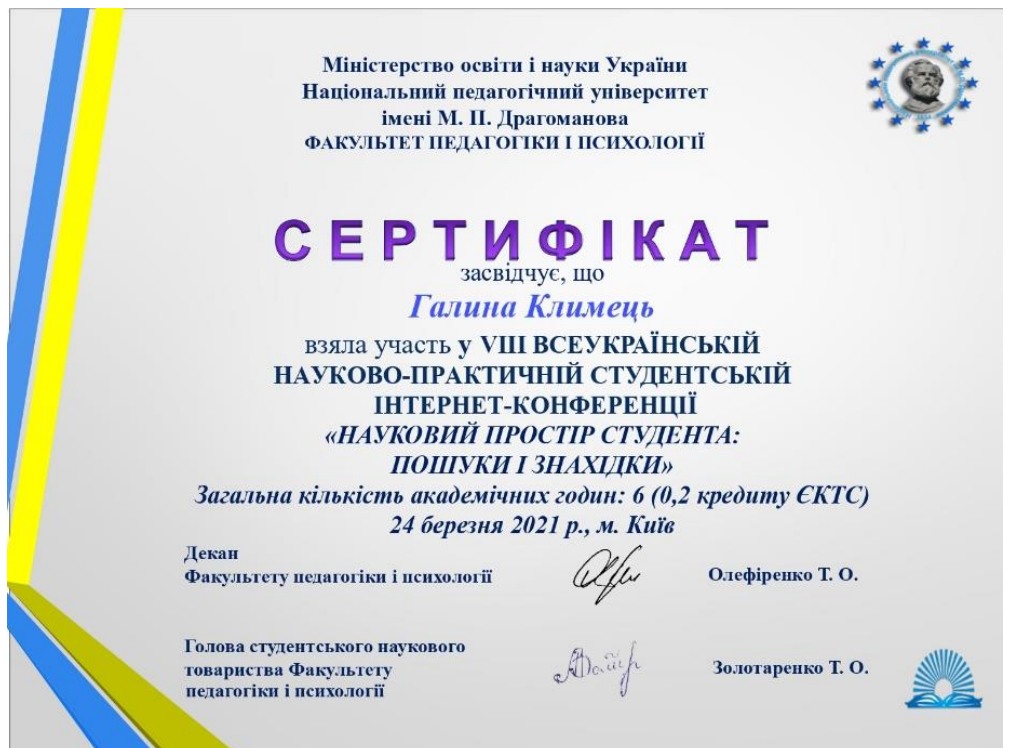 Міністерство освіти і науки України
Національний педагогічний університет
імені М. П. Драгоманова
ФАКУЛЬТЕТ ПЕДАГОГІКИ І ПСИХОЛОГІЇ
СЕРТИФІКАТ
засвідчує, що
Галина Климець
взяла участь у VIII ВСЕУКРАЇНСЬКІЙ
НАУКОВО-ПРАКТИЧНІЙ СТУДЕНТСЬКІЙ
ІНТЕРНЕТ-КОНФЕРЕНЦІЇ
«НАУКОВИЙ ПРОСТІР СТУДЕНТА:
ПОШУКИ І ЗНАХІДКИ»
Загальна кількість академічних годин: 6 (0,2 кредиту ЄКТС)
24 березня 2021 р., м. Київ
Декан
Факультету педагогіки і психології
Олефіренко Т. О.
Голова студентського наукового
товариства Факультету
педагогіки і психології
Золотаренко Т. О.